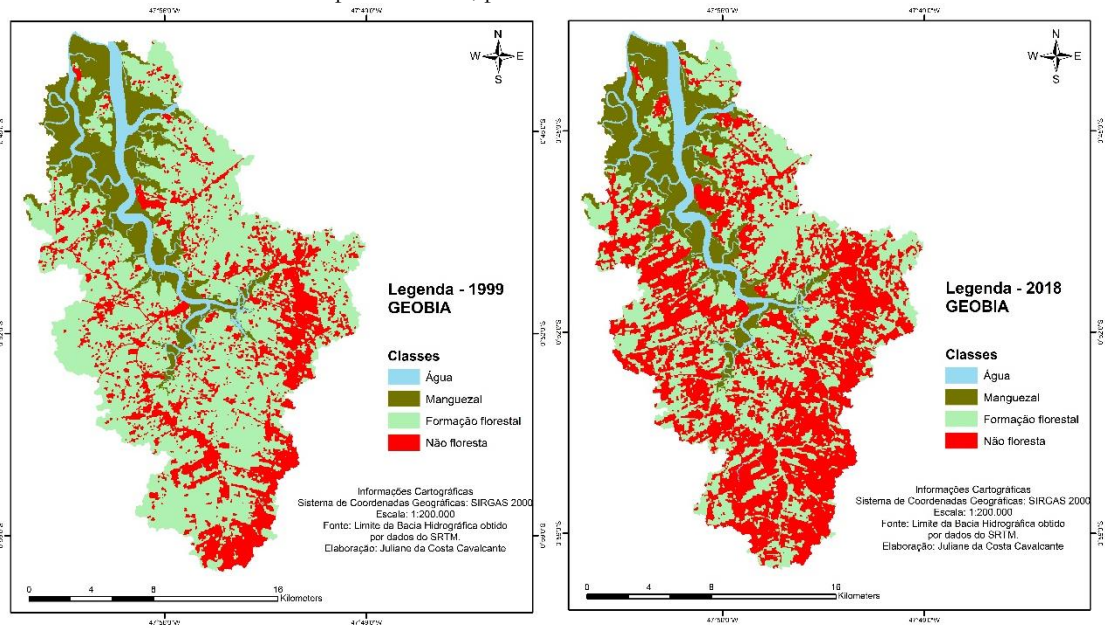 N
W E
S
Legenda - 1999
GEOBIA
Classes
Água
Manguezal
Formação florestal
Não floresta
Informações Cartográficas
Sistema de Coordenadas Geográficas: SIRGAS 2000
Escala: 1:200.000
Fonte: Limite da Bacia Hidrográfica obtido
por dados do SRTM.
Elaboração: Juliane da Costa Cavalcante
0 4 8 16
Kilometers
N
W E
S
Legenda - 2018
GEOBIA
Classes
Água
Manguezal
Formação florestal
Não floresta
Informações Cartográficas
Sistema de Coordenadas Geográficas: SIRGAS 2000
Escala: 1:200.000
Fonte: Limite da Bacia Hidrográfica obtido
por dados do SRTM.
Elaboração: Juliane da Costa Cavalcante
0 4 8 16
Kilometers